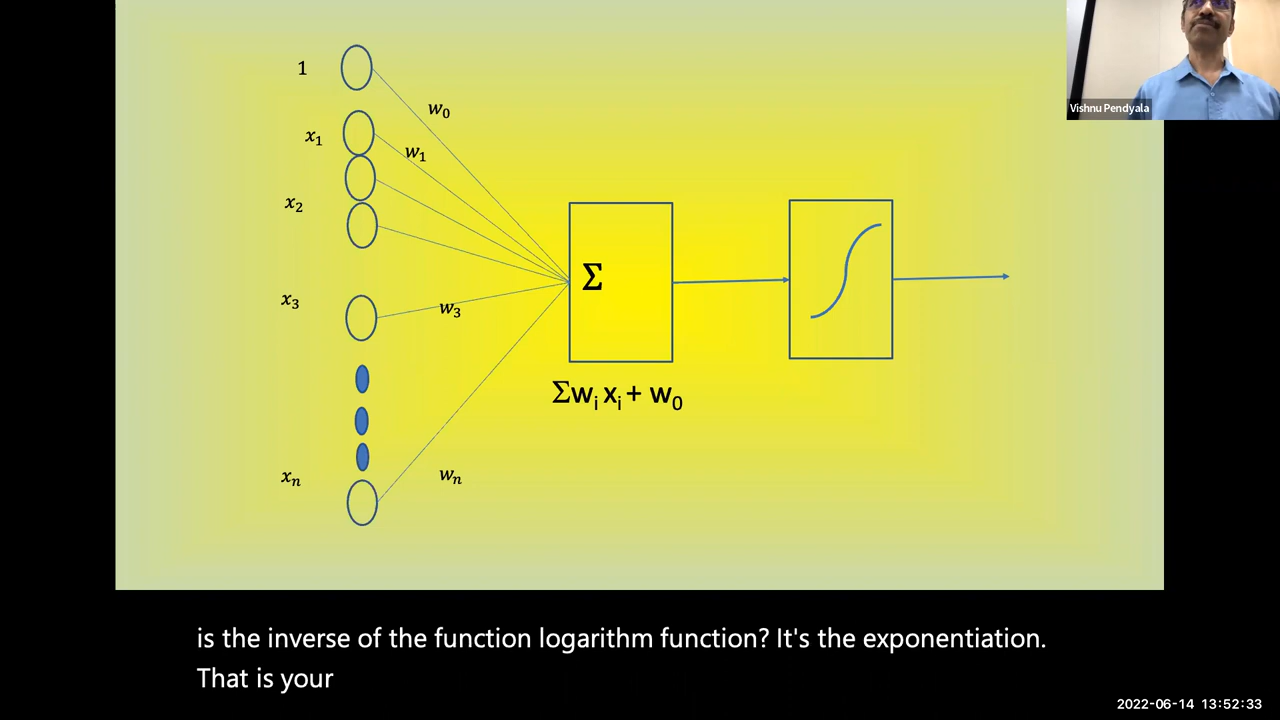 1
w₀
x₁
w₁
x₂
Σ
x₃
w₃
Σwᵢ xᵢ + w₀
xₙ
wₙ
Vishnu Pendyala
is the inverse of the function logarithm function? It's the exponentiation.
That is your
2022-06-14 13:52:33